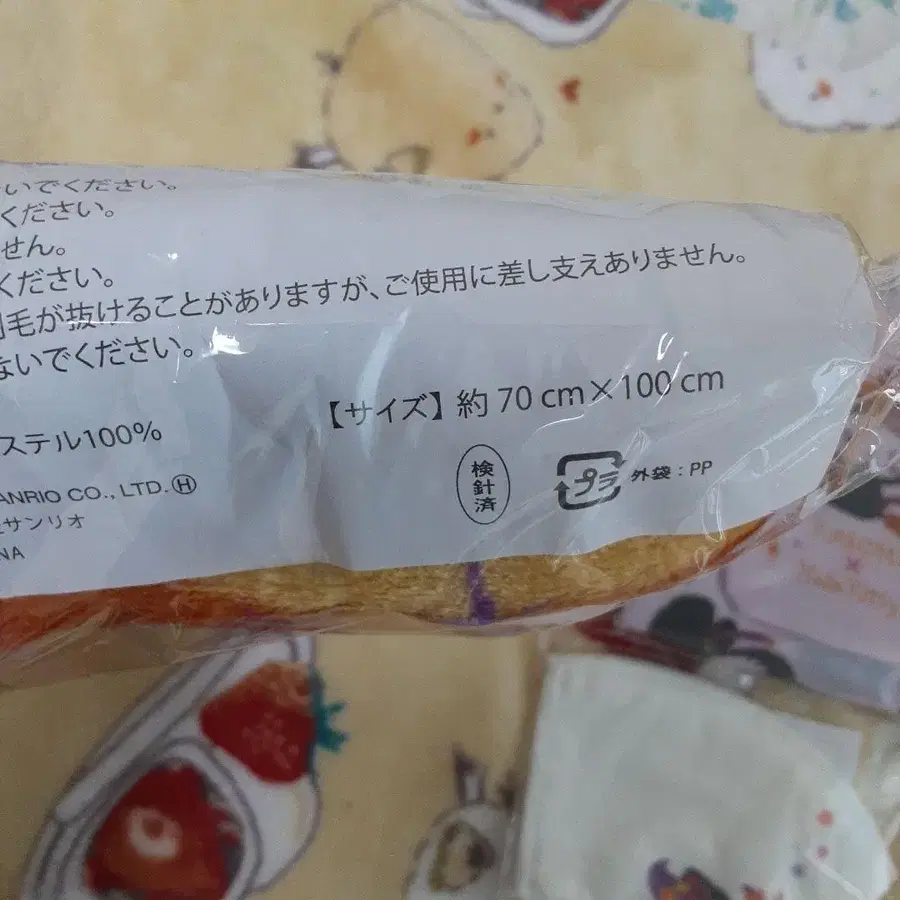 いでください。
ください。
せん。
ください。
毛が抜けることがありますが、ご使用に差し支えありません。
ないでください。
【サイズ】約 70 cm×100 cm
ステル100%
検針済
プラ
外袋：PP
ANRIO CO., LTD. Ⓗ
サンリオ
NA